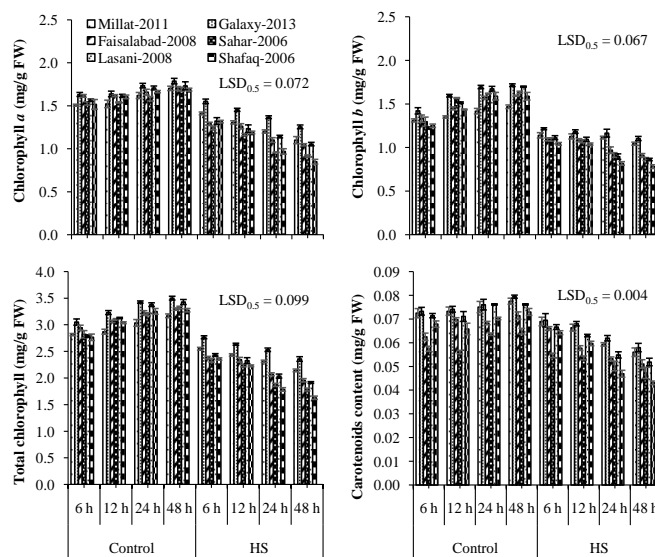 Millat-2011 Galaxy-2013
Faisalabad-2008 Sahar-2006
Lasani-2008 Shafaq-2006
LSD0.5 = 0.072
Chlorophyll a (mg/g FW)
2.5
2.0
1.5
1.0
0.5
0.0
LSD0.5 = 0.067
Chlorophyll b (mg/g FW)
2.5
2.0
1.5
1.0
0.5
0.0
LSD0.5 = 0.099
Total chlorophyll (mg/g FW)
4.0
3.5
3.0
2.5
2.0
1.5
1.0
0.5
0.0
6 h 12 h 24 h 48 h 6 h 12 h 24 h 48 h
Control HS
LSD0.5 = 0.004
Carotenoids content (mg/g FW)
0.09
0.08
0.07
0.06
0.05
0.04
0.03
0.02
0.01
0.00
6 h 12 h 24 h 48 h 6 h 12 h 24 h 48 h
Control HS